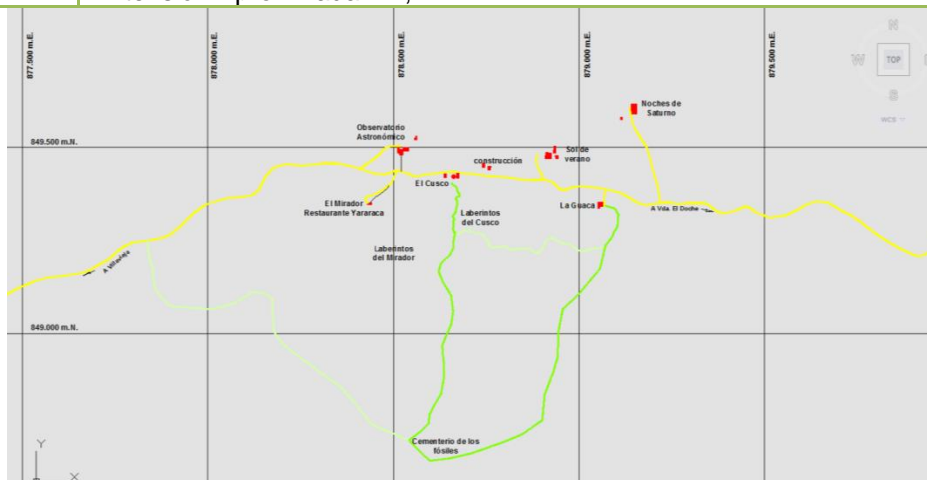 877.500 m.E.
878.000 m.E.
878.500 m.E.
879.000 m.E.
879.500 m.E.
N
W
TOP
S
WCS
Noches de
Saturno
Observatorio
Astronómico
849.500 m.N.
Sol de
verano
construcción
El Cusco
El Mirador
Restaurante Yararaca
La Guaca
A Vda. El Doche
Laberintos
del Cusco
Laberintos
del Mirador
A Villavieja
849.000 m.N.
Cementerio de los
fósiles
Y
X